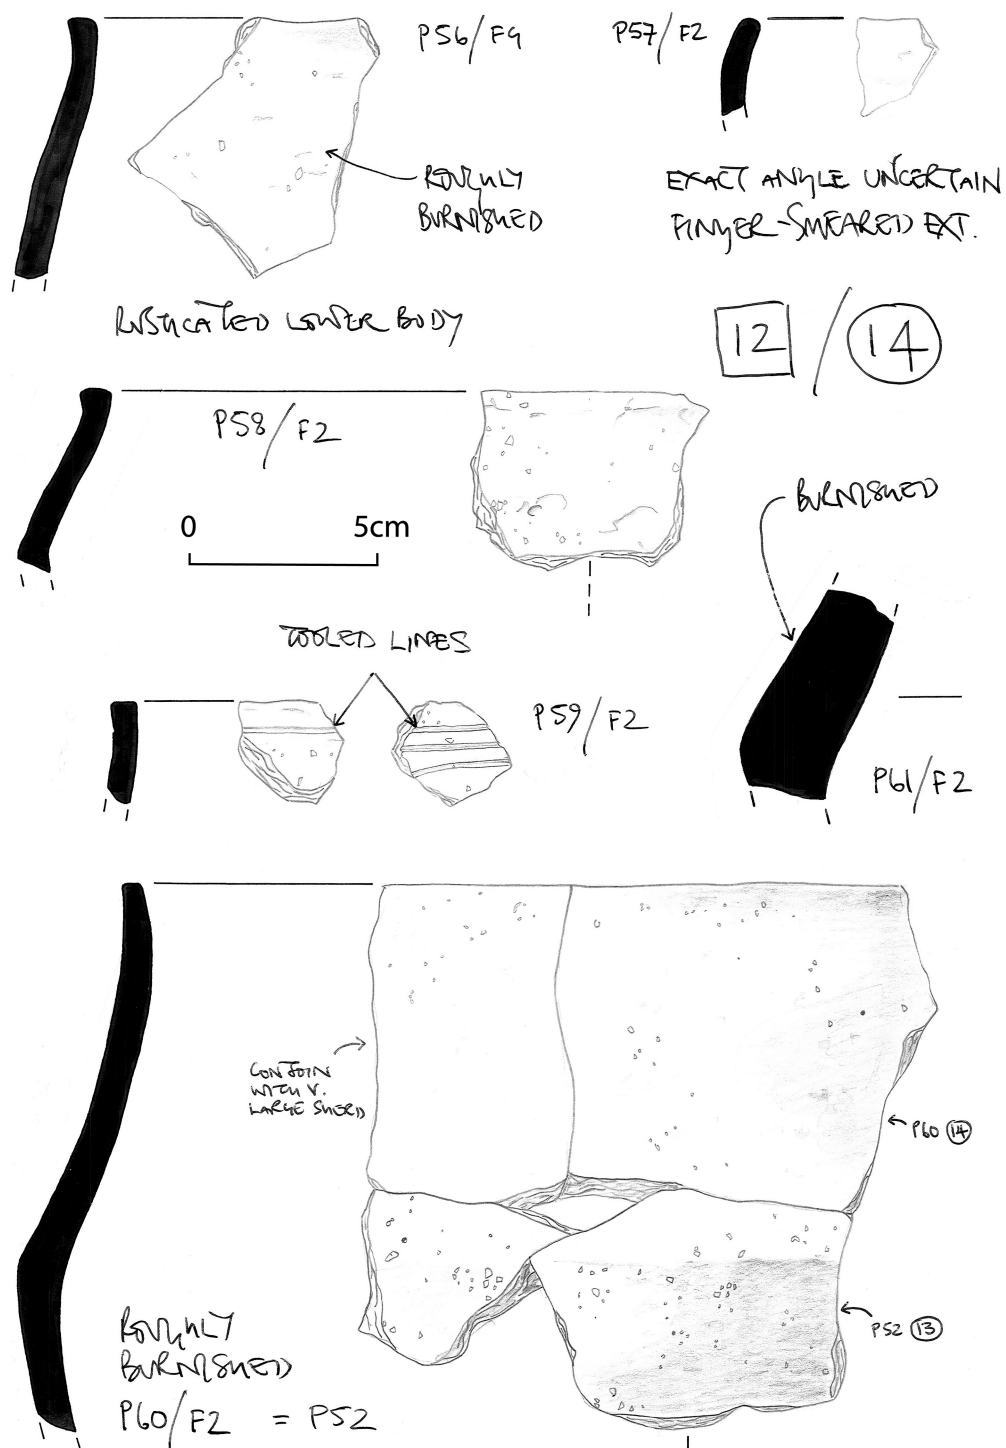 P56/F4
P57/F2
ROUGHLY
BURNISHED
EXACT ANGLE UNCERTAIN
FINGER-SMEARED EXT.
RUSTICATED LOWER BODY
12 / 14
P58/F2
0 5cm
BURNISHED
TOOLED LINES
P59/F2
P61/F2
CONJOIN
WITH V.
LARGE SHERD
P60 14
P52 13
ROUGHLY
BURNISHED
P60/F2 = P52